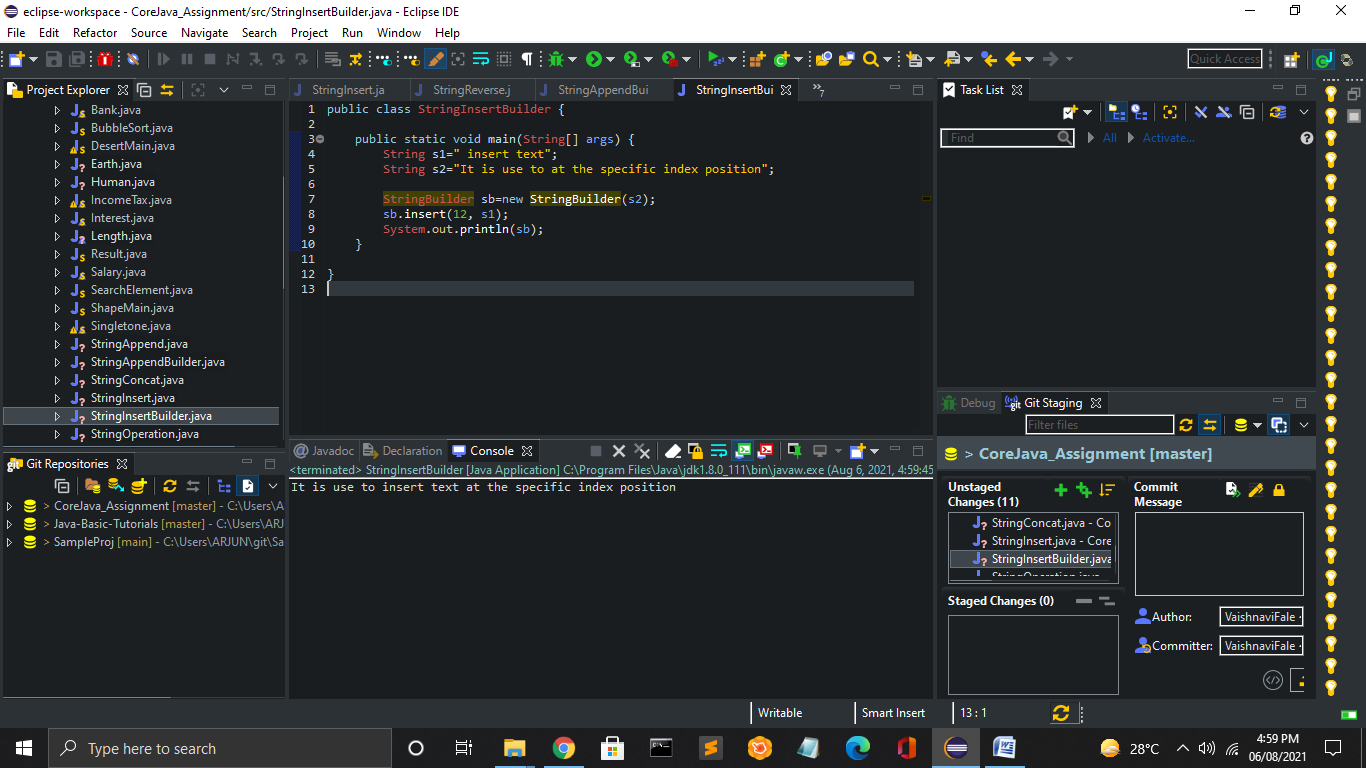 eclipse-workspace - CoreJava_Assignment/src/StringInsertBuilder.java - Eclipse IDE
File Edit Refactor Source Navigate Search Project Run Window Help
Quick Access
Project Explorer
Bank.java
BubbleSort.java
DesertMain.java
Earth.java
Human.java
IncomeTax.java
Interest.java
Length.java
Result.java
Salary.java
SearchElement.java
ShapeMain.java
Singletone.java
StringAppend.java
StringAppendBuilder.java
StringConcat.java
StringInsert.java
StringInsertBuilder.java
StringOperation.java
Git Repositories
> CoreJava_Assignment [master] - C:\Users\A
> Java-Basic-Tutorials [master] - C:\Users\ARJ
> SampleProj [main] - C:\Users\ARJUN\git\Sa
StringInsert.ja StringReverse.j StringAppendBui StringInsertBui »7
1 public class StringInsertBuilder {
2
3 public static void main(String[] args) {
4 String s1=" insert text";
5 String s2="It is use to at the specific index position";
6
7 StringBuilder sb=new StringBuilder(s2);
8 sb.insert(12, s1);
9 System.out.println(sb);
10 }
11
12 }
13
@ Javadoc Declaration Console
<terminated> StringInsertBuilder [Java Application] C:\Program Files\Java\jdk1.8.0_111\bin\javaw.exe (Aug 6, 2021, 4:59:45
It is use to insert text at the specific index position
Task List
Find All Activate...
Debug Git Staging
Filter files
> CoreJava_Assignment [master]
Unstaged
Changes (11)
StringConcat.java - Co
StringInsert.java - Core
StringInsertBuilder.java
StringOperation.java
Staged Changes (0)
Commit
Message
Author: VaishnaviFale
Committer: VaishnaviFale
Writable Smart Insert 13 : 1
Type here to search
28°C
4:59 PM
06/08/2021